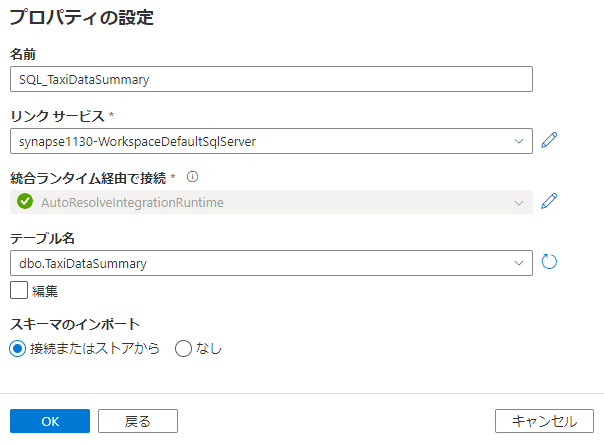 プロパティの設定
名前
SQL_TaxiDataSummary
リンク サービス *
synapse1130-WorkspaceDefaultSqlServer
統合ランタイム経由で接続 *
AutoResolveIntegrationRuntime
テーブル名
dbo.TaxiDataSummary
編集
スキーマのインポート
接続またはストアから なし
OK 戻る キャンセル